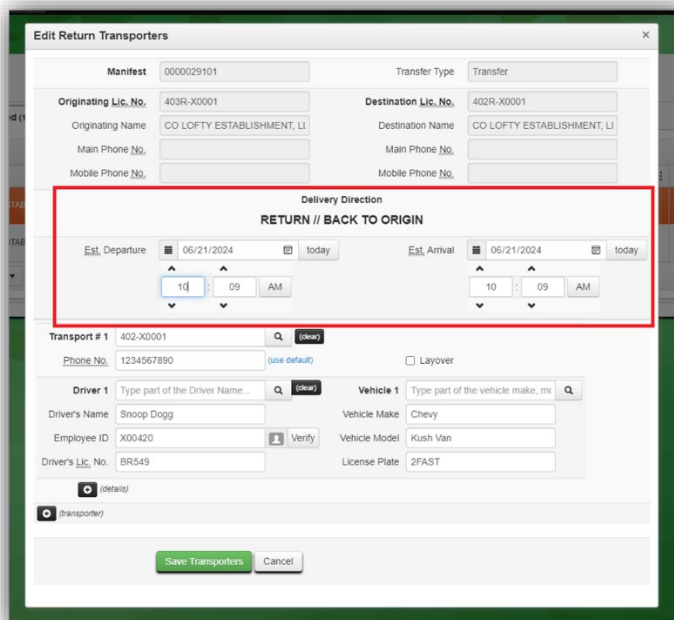 Edit Return Transporters ×
Manifest 0000029101 Transfer Type Transfer
Originating Lic. No. 403R-X0001 Destination Lic. No. 402R-X0001
Originating Name CO LOFTY ESTABLISHMENT, LI Destination Name CO LOFTY ESTABLISHMENT, LI
Main Phone No. Main Phone No.
Mobile Phone No. Mobile Phone No.
Delivery Direction
RETURN // BACK TO ORIGIN
Est. Departure 06/21/2024 today Est. Arrival 06/21/2024 today
10 : 09 AM 10 : 09 AM
Transport # 1 402-X0001 (clear)
Phone No. 1234567890 (use default) Layover
Driver 1 Type part of the Driver Name... (clear) Vehicle 1 Type part of the vehicle make, mo
Driver's Name Snoop Dogg Vehicle Make Chevy
Employee ID X00420 Verify Vehicle Model Kush Van
Driver's Lic. No. BR549 License Plate 2FAST
(details)
(transporter)
Save Transporters Cancel